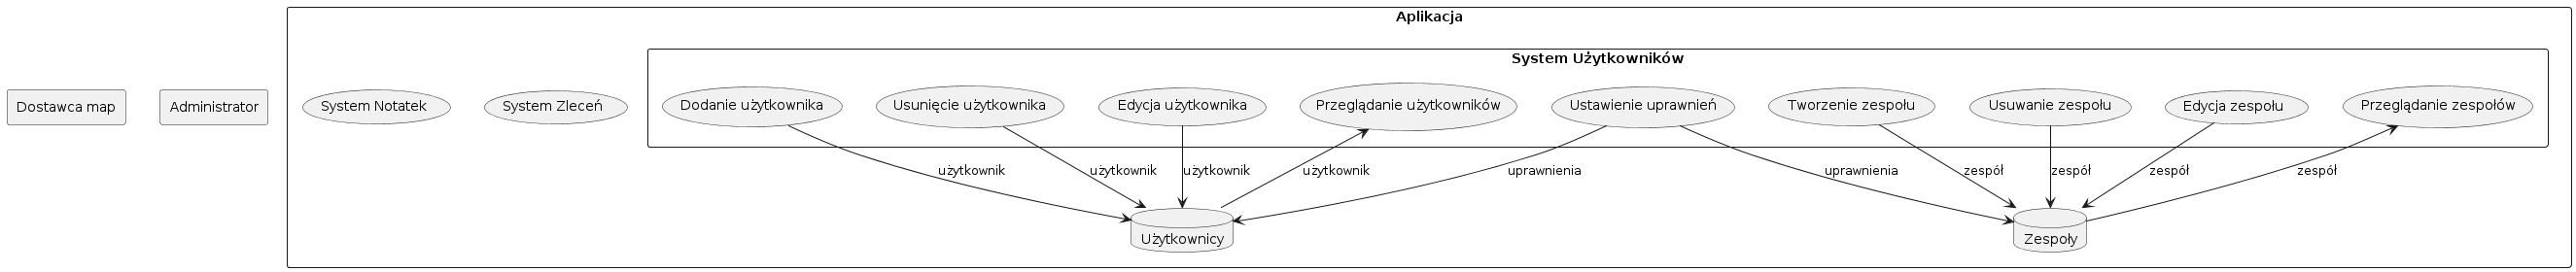 Aplikacja
System Użytkowników
Dostawca map
Administrator
System Notatek
System Zleceń
Dodanie użytkownika
Usunięcie użytkownika
Edycja użytkownika
Przeglądanie użytkowników
Ustawienie uprawnień
Tworzenie zespołu
Usuwanie zespołu
Edycja zespołu
Przeglądanie zespołów
użytkownik
użytkownik
użytkownik
użytkownik
uprawnienia
uprawnienia
zespół
zespół
zespół
zespół
Użytkownicy
Zespoły